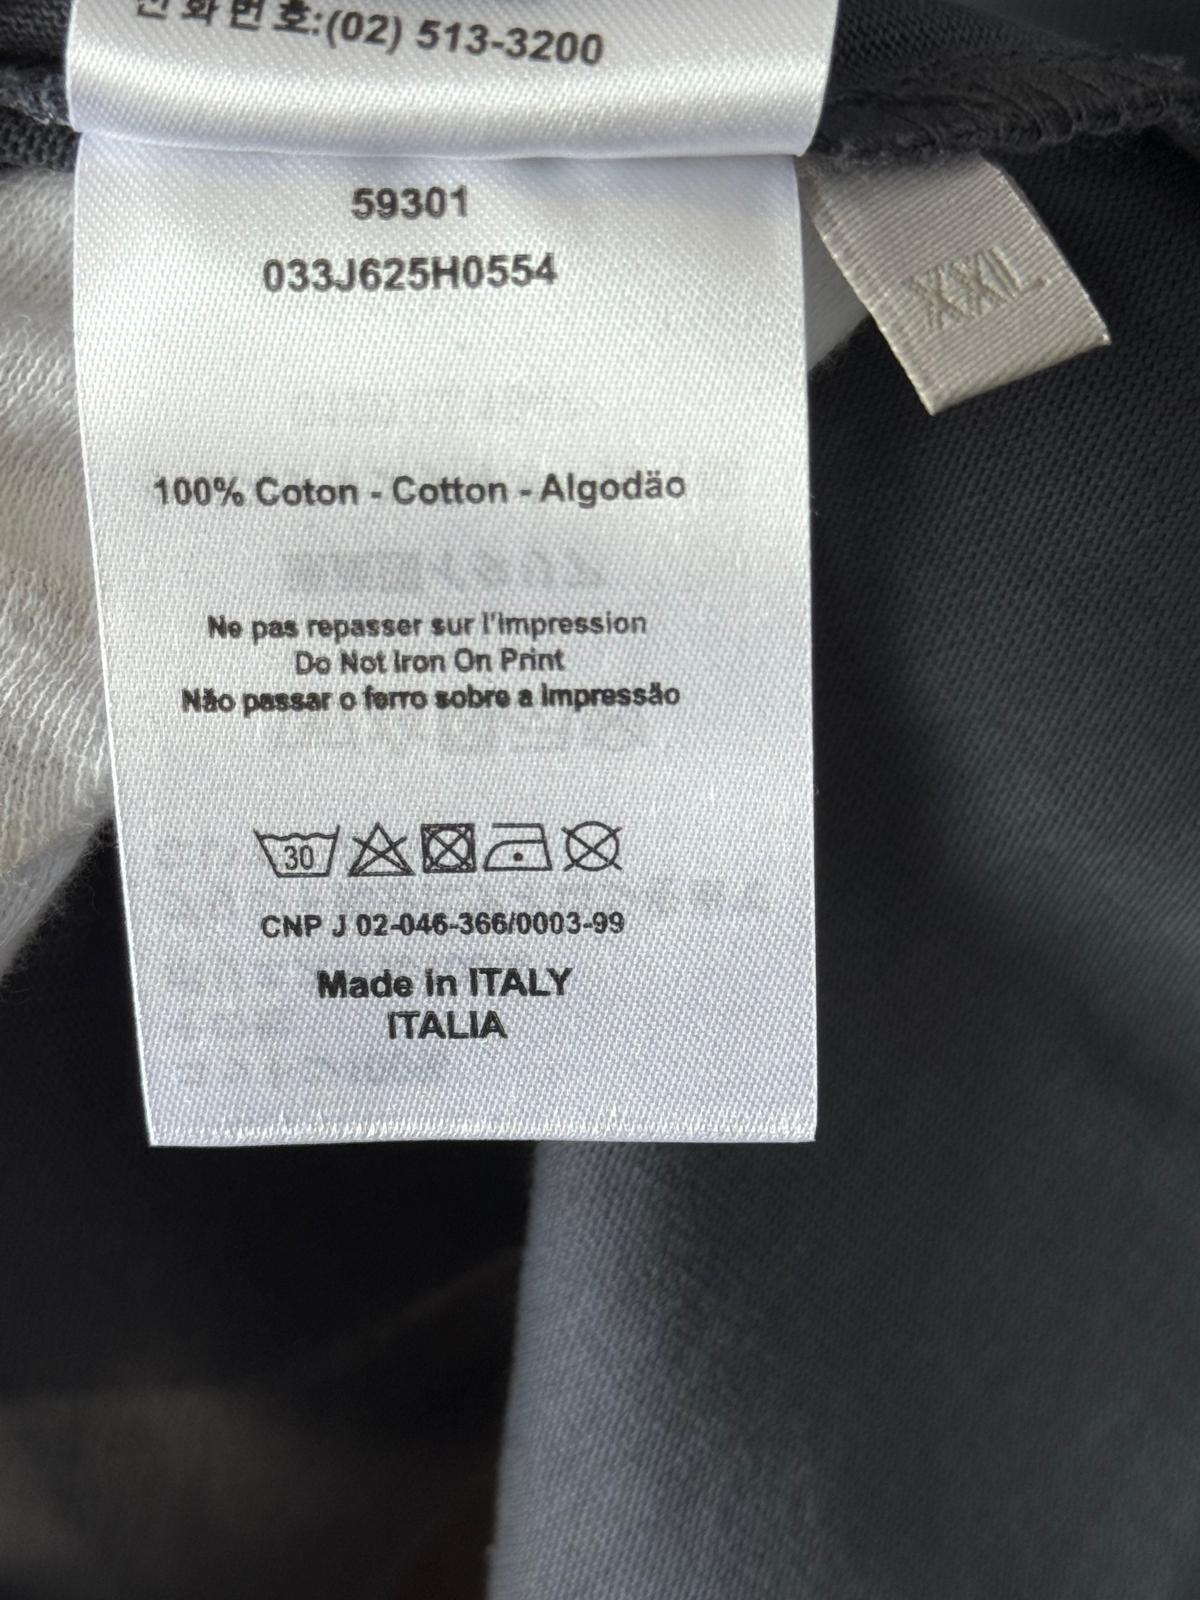 전화번호:(02) 513-3200
59301
033J625H0554
XXL
100% Coton - Cotton - Algodäo
Ne pas repasser sur l'impression
Do Not Iron On Print
Não passar o ferro sobre a impressão
30
CNP J 02-046-366/0003-99
Made in ITALY
ITALIA